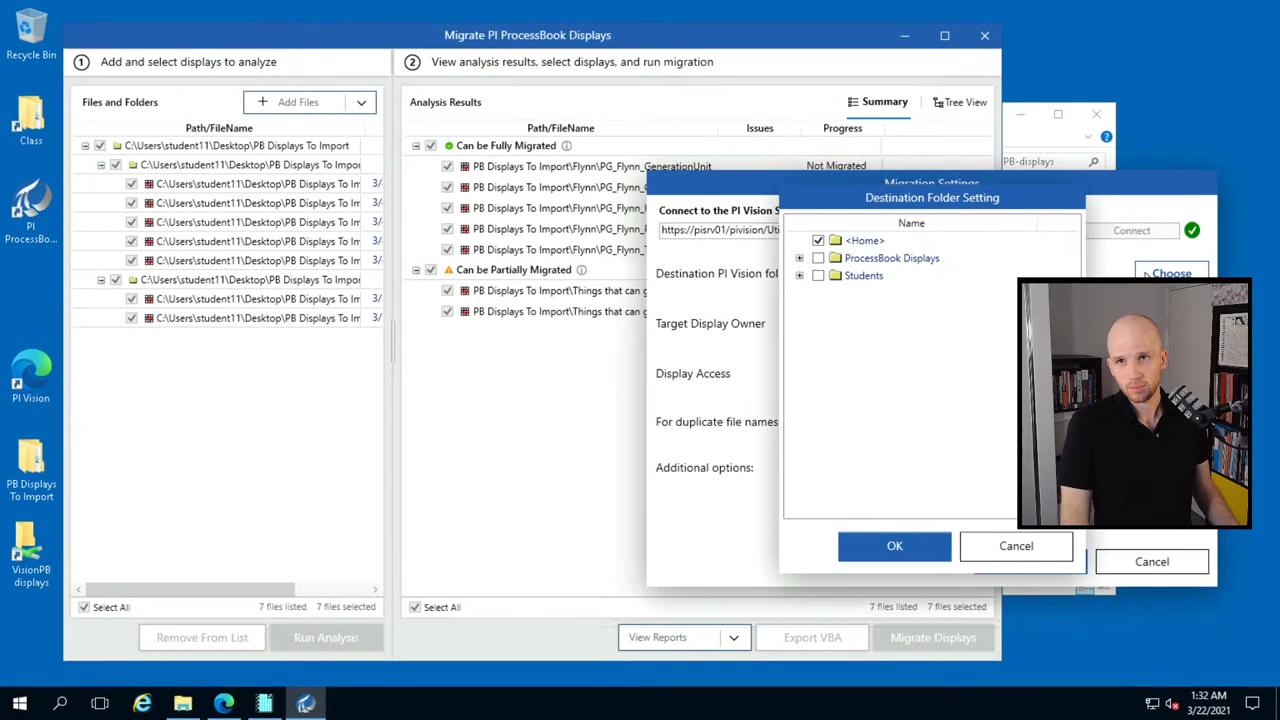 Recycle Bin
Class
PI
ProcessBo...
PI Vision
PB Displays
To Import
VisionPB
displays
Migrate PI ProcessBook Displays
1 Add and select displays to analyze
2 View analysis results, select displays, and run migration
Files and Folders
+ Add Files
Path/FileName
C:\Users\student11\Desktop\PB Displays To Import
C:\Users\student11\Desktop\PB Displays To Impor
C:\Users\student11\Desktop\PB Displays To Im 3/
C:\Users\student11\Desktop\PB Displays To Im 3/
C:\Users\student11\Desktop\PB Displays To Im 3/
C:\Users\student11\Desktop\PB Displays To Im 3/
C:\Users\student11\Desktop\PB Displays To Im 3/
C:\Users\student11\Desktop\PB Displays To Impor
C:\Users\student11\Desktop\PB Displays To Im 3/
C:\Users\student11\Desktop\PB Displays To Im 3/
Select All 7 files listed 7 files selected
Remove From List Run Analysis
Analysis Results Summary Tree View
Path/FileName Issues Progress
Can be Fully Migrated
PB Displays To Import\Flynn\PG_Flynn_GenerationUnit Not Migrated
PB Displays To Import\Flynn\PG_Flynn_
PB Displays To Import\Flynn\PG_Flynn_
PB Displays To Import\Flynn\PG_Flynn_
PB Displays To Import\Flynn\PG_Flynn_
Can be Partially Migrated
PB Displays To Import\Things that can g
PB Displays To Import\Things that can g
Select All 7 files listed 7 files selected
View Reports Export VBA Migrate Displays
PB-displays
Migration Settings
Connect to the PI Vision S
https://pisrv01/pivision/Uti
Connect
Destination PI Vision fol
Choose
Target Display Owner
Display Access
For duplicate file names
Additional options:
Cancel
Destination Folder Setting
Name
<Home>
ProcessBook Displays
Students
OK Cancel
1:32 AM
3/22/2021